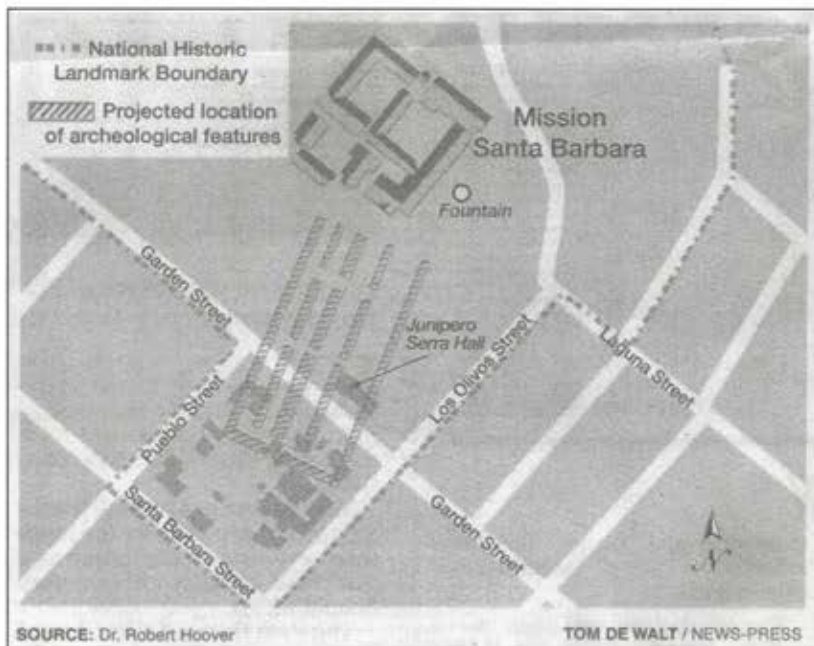 National Historic
Landmark Boundary
Projected location
of archeological features
Mission
Santa Barbara
Fountain
Garden Street
Junipero
Serra Hall
Los Olivos Street
Laguna Street
Pueblo Street
Santa Barbara Street
Garden Street
N
SOURCE: Dr. Robert Hoover
TOM DE WALT / NEWS-PRESS